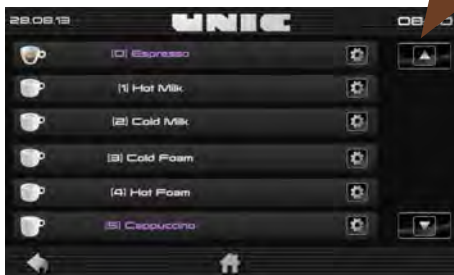 28.08.13 UNIC
(0) Espresso
(1) Hot Milk
(2) Cold Milk
(3) Cold Foam
(4) Hot Foam
(5) Cappuccino